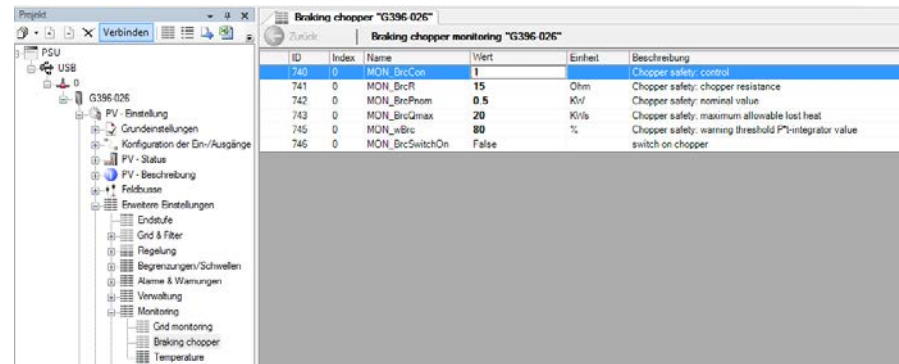 Projekt
Verbinden
PSU
USB
0
G396-026
PV - Einstellung
Grundeinstellungen
Konfiguration der Ein-/Ausgänge
PV - Status
PV - Beschreibung
Feldbusse
Erweitere Einstellungen
Endstufe
Grid & Filter
Regelung
Begrenzungen/Schwellen
Alarme & Warnungen
Verwaltung
Monitoring
Grid montoring
Braking chopper
Temperature
Braking chopper "G396-026"
Zurück
Braking chopper monitoring "G396-026"
ID Index Name Wert Einheit Beschreibung
740 0 MON_BrcCon 1 Chopper safety: control
741 0 MON_BrcR 15 Ohm Chopper safety: chopper resistance
742 0 MON_BrcPnom 0.5 KW Chopper safety: nominal value
743 0 MON_BrcQmax 20 KWs Chopper safety: maximum allowable lost heat
745 0 MON_wBrc 80 % Chopper safety: warning threshold P*t-integrator value
746 0 MON_BrcSwitchOn False switch on chopper